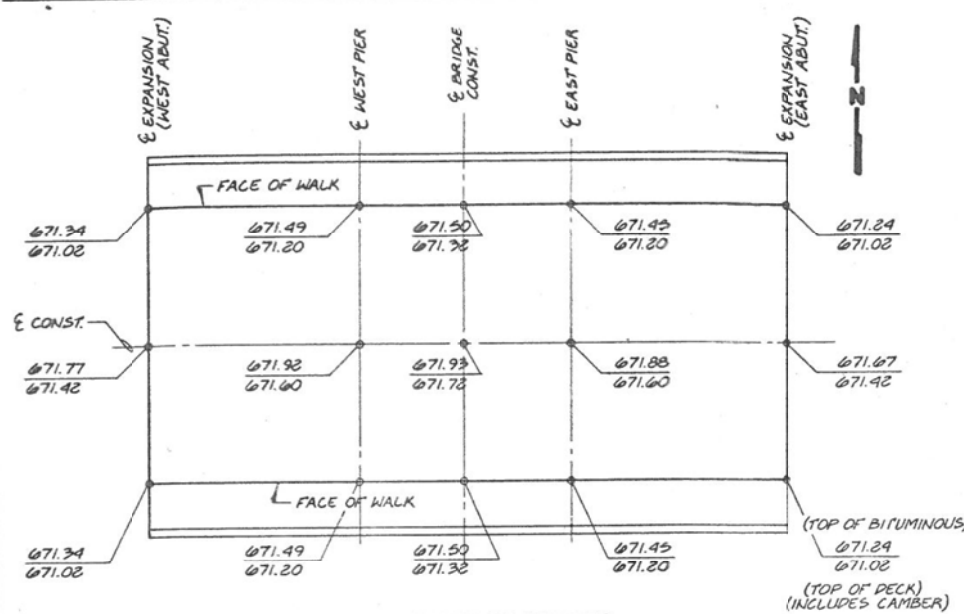 ℄ EXPANSION
(WEST ABUT.)
℄ WEST PIER
℄ BRIDGE
CONST.
℄ EAST PIER
℄ EXPANSION
(EAST ABUT.)
N
FACE OF WALK
671.34
671.02
671.49
671.20
671.50
671.32
671.45
671.20
671.24
671.02
℄ CONST.
671.77
671.42
671.92
671.60
671.93
671.72
671.88
671.60
671.67
671.42
FACE OF WALK
671.34
671.02
671.49
671.20
671.50
671.32
671.45
671.20
(TOP OF BITUMINOUS)
671.24
671.02
(TOP OF DECK)
(INCLUDES CAMBER)